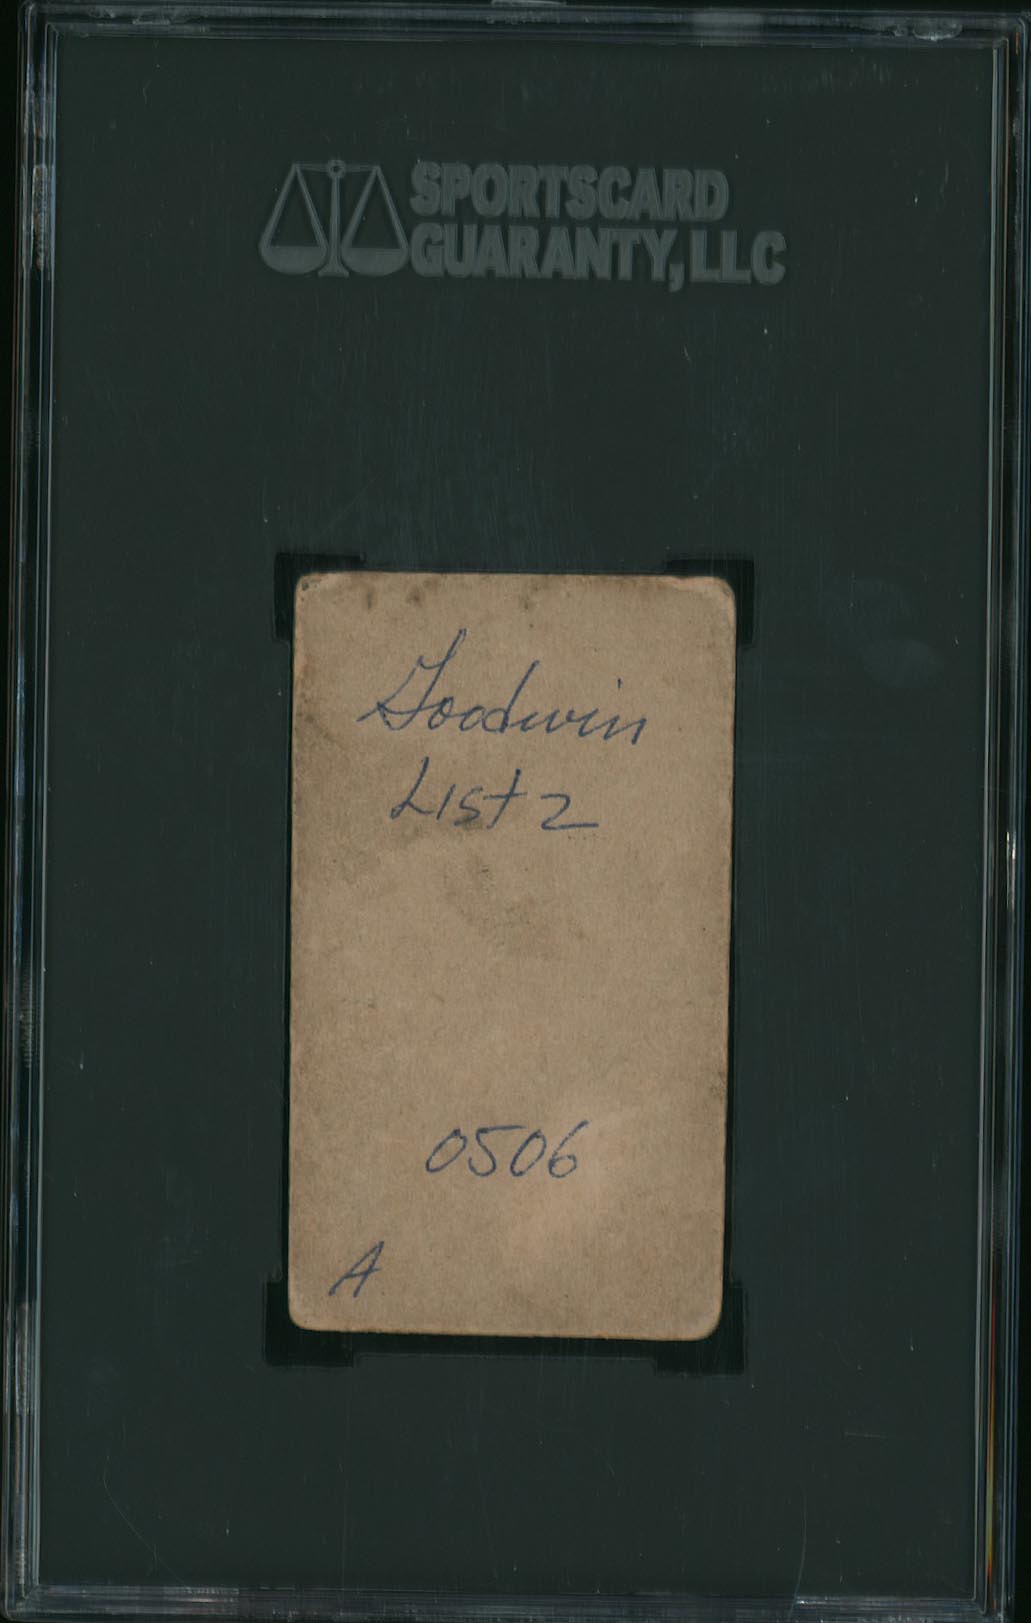 SPORTSCARD
GUARANTY, LLC
Goodwin
List 2
0506
A